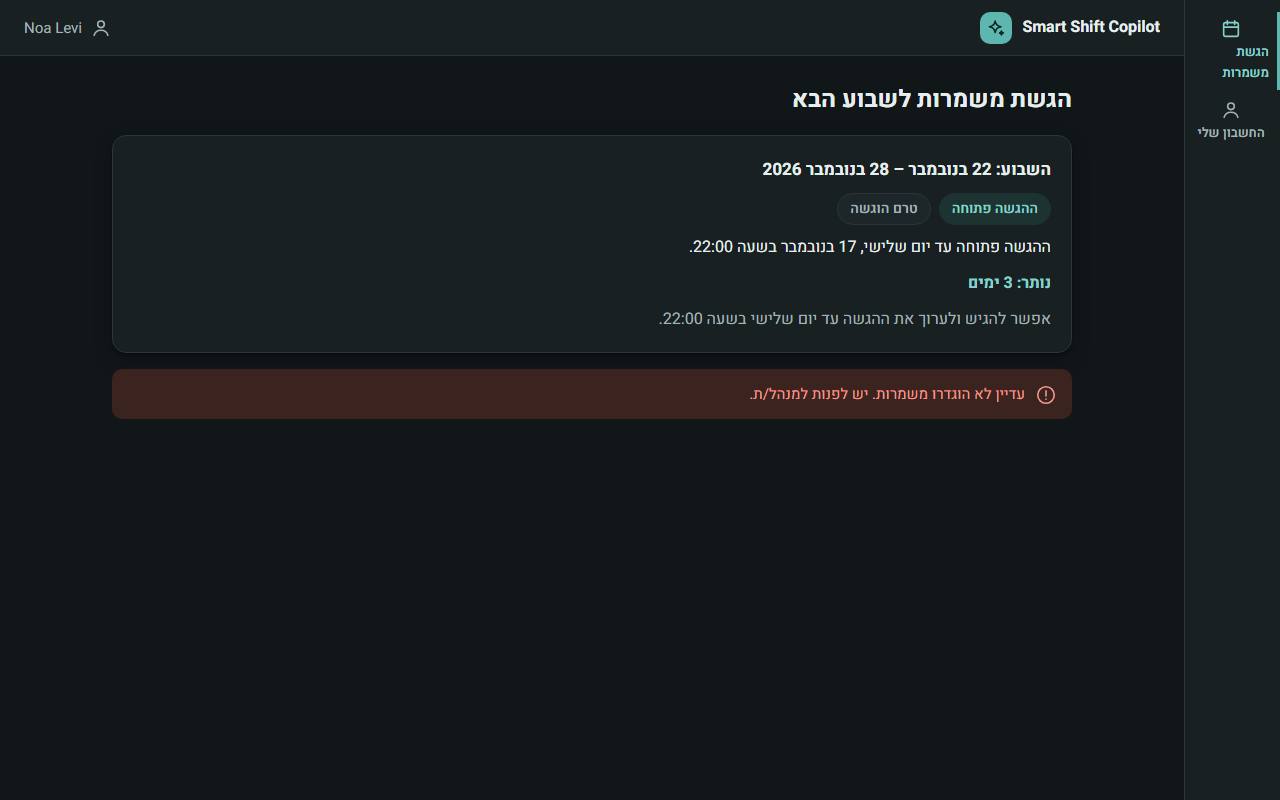 Smart Shift Copilot
Noa Levi
הגשת
משמרות
החשבון שלי
הגשת משמרות לשבוע הבא
השבוע: 22 בנובמבר – 28 בנובמבר 2026
ההגשה פתוחה
טרם הוגשה
ההגשה פתוחה עד יום שלישי, 17 בנובמבר בשעה 22:00.
נותר: 3 ימים
אפשר להגיש ולערוך את ההגשה עד יום שלישי בשעה 22:00.
עדיין לא הוגדרו משמרות. יש לפנות למנהל/ת.